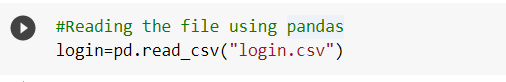 #Reading the file using pandas
login=pd.read_csv("login.csv")